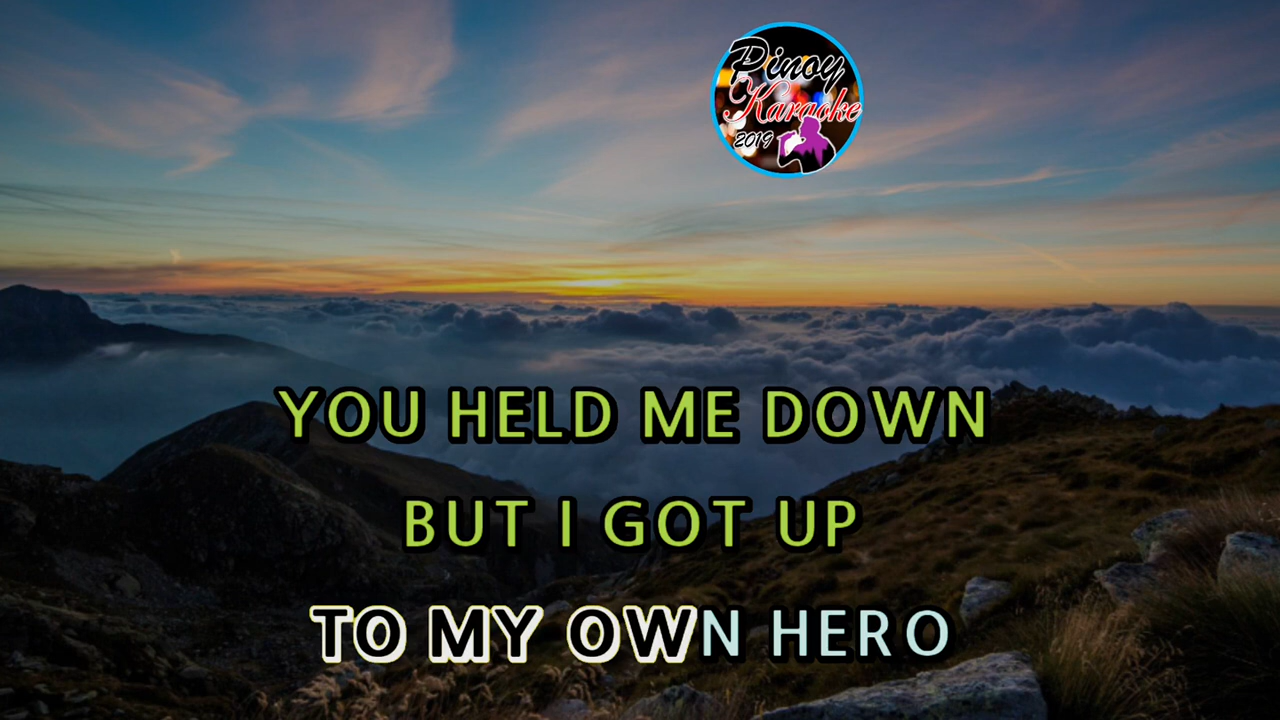 Pinoy
Karaoke
2019
YOU HELD ME DOWN
BUT I GOT UP
TO MY OWN HERO